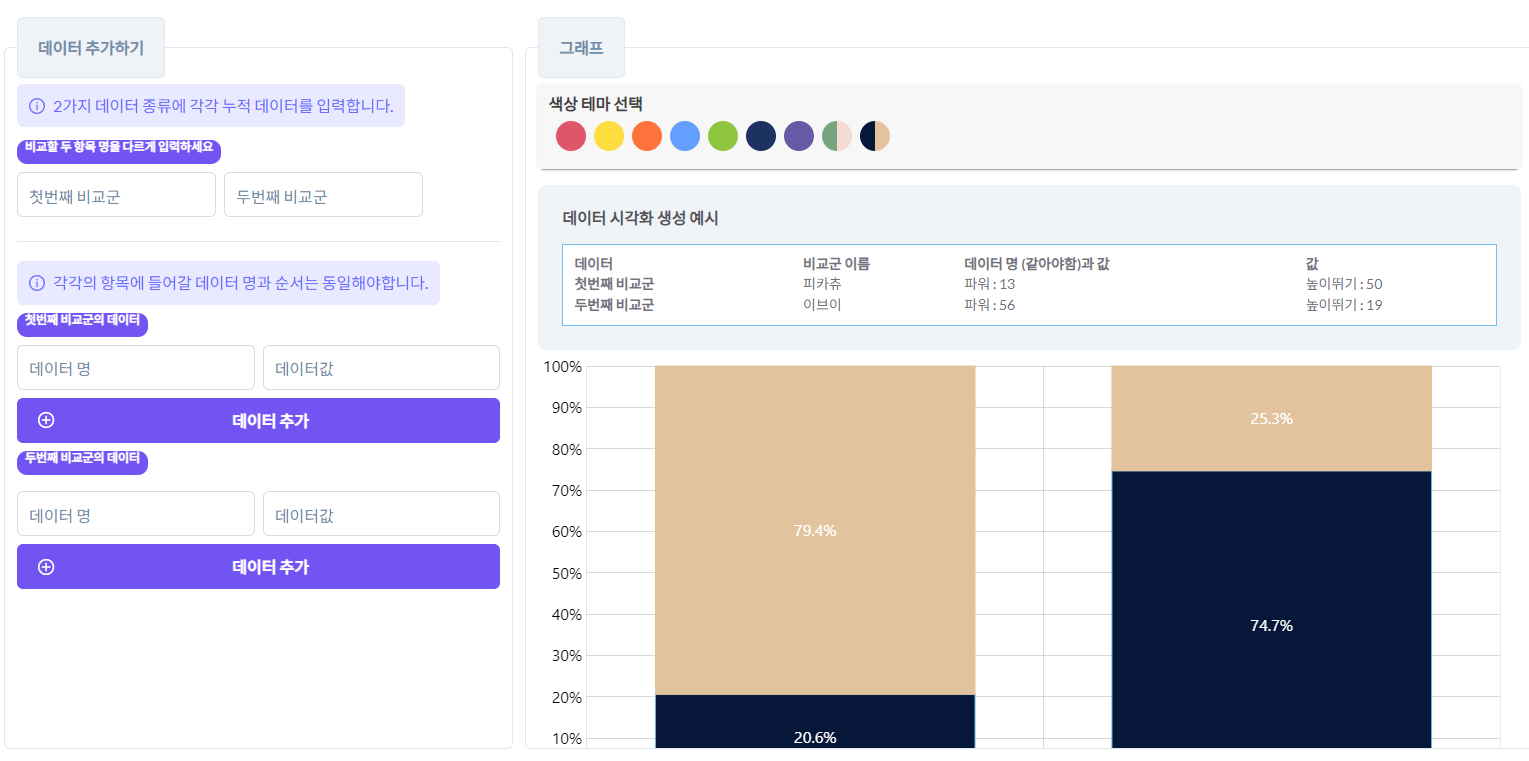 데이터 추가하기
2가지 데이터 종류에 각각 누적 데이터를 입력합니다.
비교할 두 항목 명을 다르게 입력하세요
첫번째 비교군 두번째 비교군
각각의 항목에 들어갈 데이터 명과 순서는 동일해야합니다.
첫번째 비교군의 데이터
데이터 명 데이터값
데이터 추가
두번째 비교군의 데이터
데이터 명 데이터값
데이터 추가
그래프
색상 테마 선택
데이터 시각화 생성 예시
데이터 비교군 이름 데이터 명 (같아야함)과 값 값
첫번째 비교군 피카츄 파워 : 13 높이뛰기 : 50
두번째 비교군 이브이 파워 : 56 높이뛰기 : 19
100%
90%
80%
70%
60%
50%
40%
30%
20%
10%
79.4%
20.6%
25.3%
74.7%